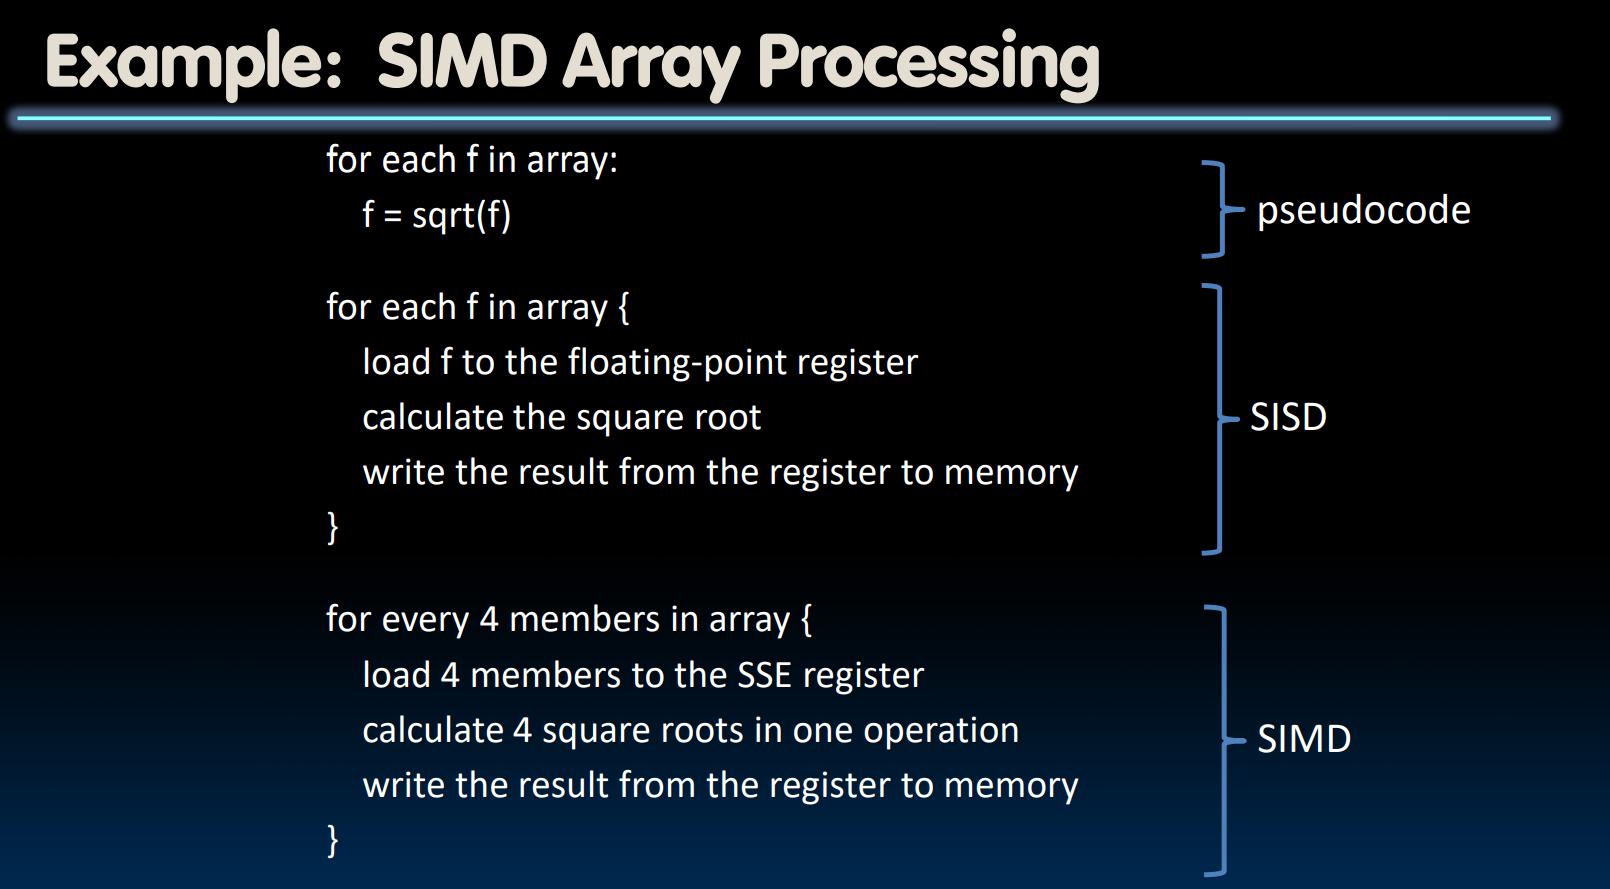 Example: SIMD Array Processing
for each f in array:
f = sqrt(f)
pseudocode
for each f in array {
load f to the floating-point register
calculate the square root
write the result from the register to memory
}
SISD
for every 4 members in array {
load 4 members to the SSE register
calculate 4 square roots in one operation
write the result from the register to memory
}
SIMD